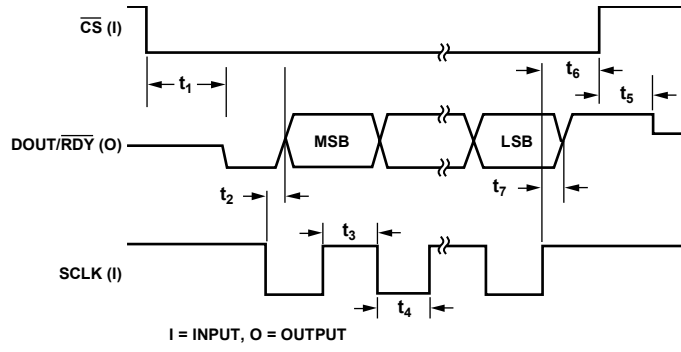 CS (I)
t1
t6
t5
DOUT/RDY (O)
MSB
LSB
t2
t7
t3
SCLK (I)
t4
I = INPUT, O = OUTPUT